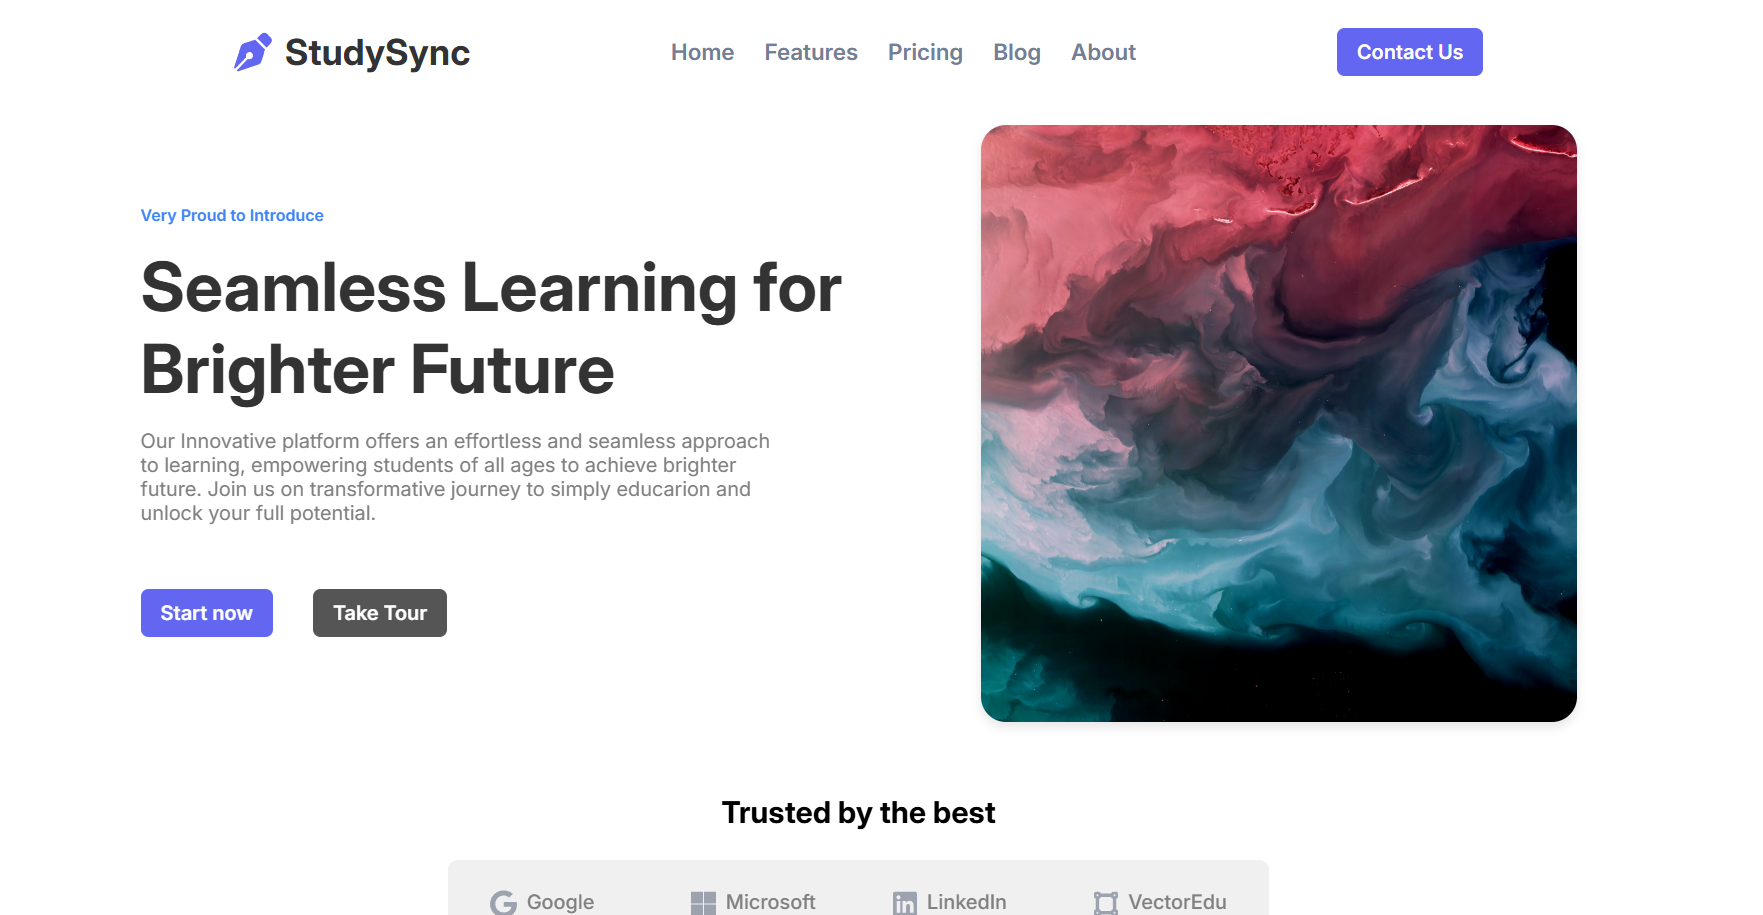 StudySync
Home Features Pricing Blog About
Contact Us
Very Proud to Introduce
Seamless Learning for
Brighter Future
Our Innovative platform offers an effortless and seamless approach
to learning, empowering students of all ages to achieve brighter
future. Join us on transformative journey to simply educarion and
unlock your full potential.
Start now
Take Tour
Trusted by the best
Google
Microsoft
LinkedIn
VectorEdu